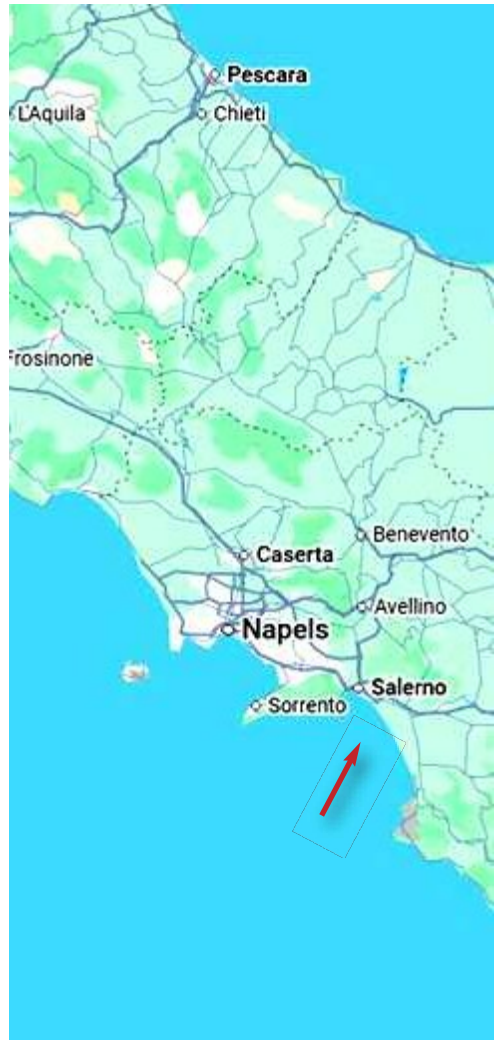 Pescara
L'Aquila
Chieti
Frosinone
Benevento
Caserta
Avellino
Napels
Salerno
Sorrento